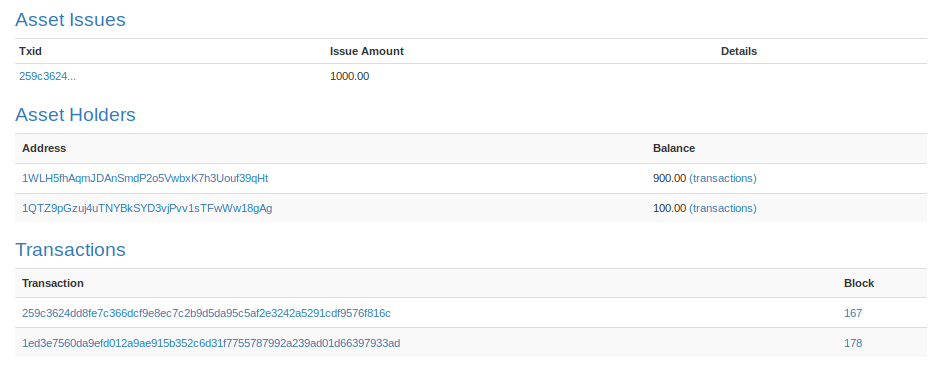 Asset Issues
Txid Issue Amount Details
259c3624... 1000.00
Asset Holders
Address Balance
1WLH5fhAqmJDAnSmdP2o5VwbxK7h3Uouf39qHt 900.00 (transactions)
1QTZ9pGzuj4uTNYBkSYD3vjPvv1sTFwWw18gAg 100.00 (transactions)
Transactions
Transaction Block
259c3624dd8fe7c366dcf9e8ec7c2b9d5da95c5af2e3242a5291cdf9576f816c 167
1ed3e7560da9efd012a9ae915b352c6d31f7755787992a239ad01d66397933ad 178